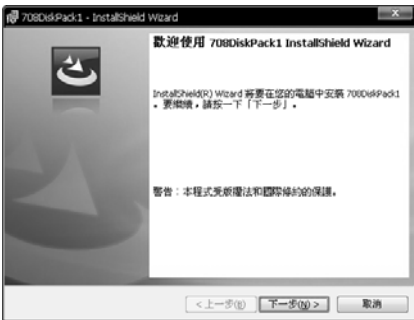 708DiskPack1 - InstallShield Wizard
歡迎使用 708DiskPack1 InstallShield Wizard
InstallShield(R) Wizard 將要在您的電腦中安裝 708DiskPack1
。要繼續，請按一下「下一步」。
警告：本程式受版權法和國際條約的保護。
<上一步(B) 下一步(N)> 取消